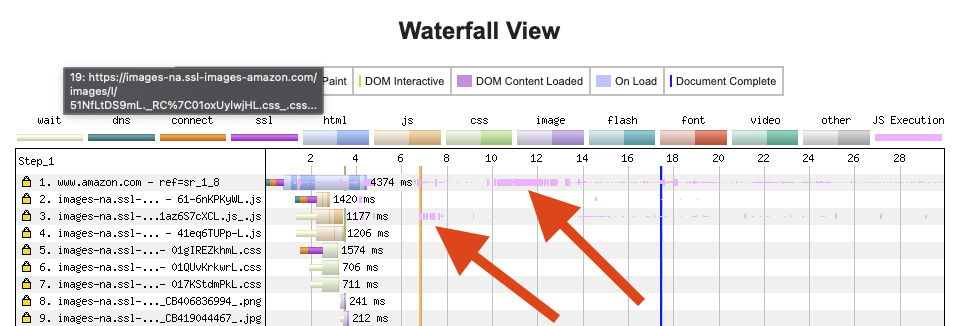 Waterfall View
19: https://images-na.ssl-images-amazon.com/
images/I/
51NfLtDS9mL._RC%7C01oxUyIwjHL.css_.css...
Paint DOM Interactive DOM Content Loaded On Load Document Complete
wait dns connect ssl html js css image flash font video other JS Execution
Step_1 2 4 6 8 10 12 14 16 18 20 22 24 26 28
1. www.amazon.com - ref=sr_1_8 4374 ms
2. images-na.ssl-... - 61-6nKPKyWL.js 1420 ms
3. images-na.ssl-...1az6S7cXCL.js_.js 1177 ms
4. images-na.ssl-... - 41eq6TUPp-L.js 1206 ms
5. images-na.ssl-...- 01gIREZkhmL.css 1574 ms
6. images-na.ssl-...- 01QUvKrkwrL.css 706 ms
7. images-na.ssl-...- 017KStdmPkL.css 711 ms
8. images-na.ssl-..._CB406836994_.png 241 ms
9. images-na.ssl-..._CB419044467_.jpg 212 ms